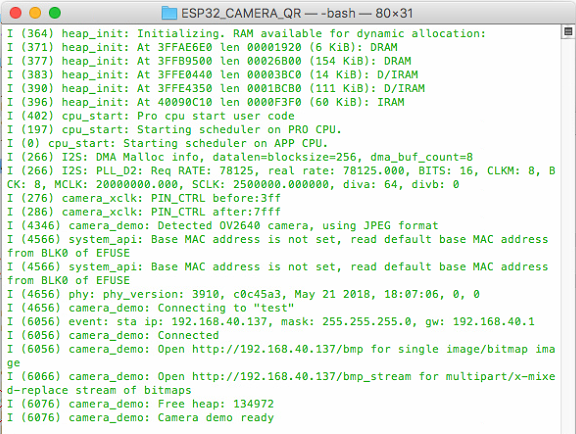 ESP32_CAMERA_QR — -bash — 80×31
I (364) heap_init: Initializing. RAM available for dynamic allocation:
I (371) heap_init: At 3FFAE6E0 len 00001920 (6 KiB): DRAM
I (377) heap_init: At 3FFB9500 len 00026B00 (154 KiB): DRAM
I (383) heap_init: At 3FFE0440 len 00003BC0 (14 KiB): D/IRAM
I (390) heap_init: At 3FFE4350 len 0001BCB0 (111 KiB): D/IRAM
I (396) heap_init: At 40090C10 len 0000F3F0 (60 KiB): IRAM
I (402) cpu_start: Pro cpu start user code
I (197) cpu_start: Starting scheduler on PRO CPU.
I (0) cpu_start: Starting scheduler on APP CPU.
I (266) I2S: DMA Malloc info, datalen=blocksize=256, dma_buf_count=8
I (266) I2S: PLL_D2: Req RATE: 78125, real rate: 78125.000, BITS: 16, CLKM: 8, B
CK: 8, MCLK: 20000000.000, SCLK: 2500000.000000, diva: 64, divb: 0
I (276) camera_xclk: PIN_CTRL before:3ff
I (286) camera_xclk: PIN_CTRL after:7fff
I (4346) camera_demo: Detected OV2640 camera, using JPEG format
I (4566) system_api: Base MAC address is not set, read default base MAC address
from BLK0 of EFUSE
I (4566) system_api: Base MAC address is not set, read default base MAC address
from BLK0 of EFUSE
I (4656) phy: phy_version: 3910, c0c45a3, May 21 2018, 18:07:06, 0, 0
I (4656) camera_demo: Connecting to "test"
I (6056) event: sta ip: 192.168.40.137, mask: 255.255.255.0, gw: 192.168.40.1
I (6056) camera_demo: Connected
I (6056) camera_demo: Open http://192.168.40.137/bmp for single image/bitmap ima
ge
I (6066) camera_demo: Open http://192.168.40.137/bmp_stream for multipart/x-mixe
d-replace stream of bitmaps
I (6076) camera_demo: Free heap: 134972
I (6076) camera_demo: Camera demo ready